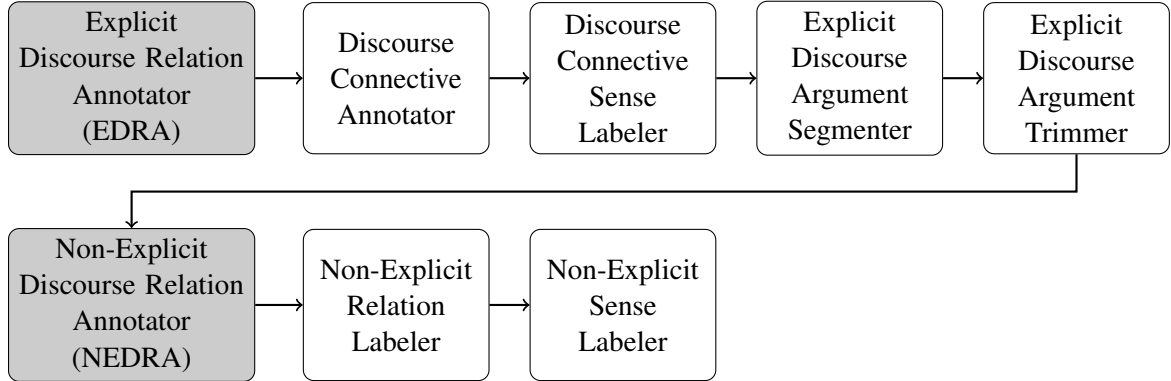 Explicit
Discourse Relation
Annotator
(EDRA)
Discourse
Connective
Annotator
Discourse
Connective
Sense
Labeler
Explicit
Discourse
Argument
Segmenter
Explicit
Discourse
Argument
Trimmer
Non-Explicit
Discourse Relation
Annotator
(NEDRA)
Non-Explicit
Relation
Labeler
Non-Explicit
Sense
Labeler